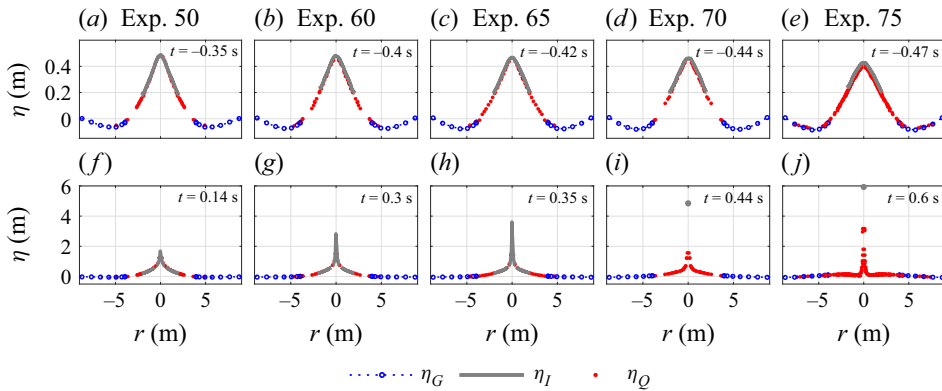 (a) Exp. 50 (b) Exp. 60 (c) Exp. 65 (d) Exp. 70 (e) Exp. 75
t = –0.35 s t = –0.4 s t = –0.42 s t = –0.44 s t = –0.47 s
0.4
0.2
0
η (m)
(f) (g) (h) (i) (j)
t = 0.14 s t = 0.3 s t = 0.35 s t = 0.44 s t = 0.6 s
6
4
2
0
η (m)
–5 0 5 –5 0 5 –5 0 5 –5 0 5 –5 0 5
r (m) r (m) r (m) r (m) r (m)
η_G η_I η_Q